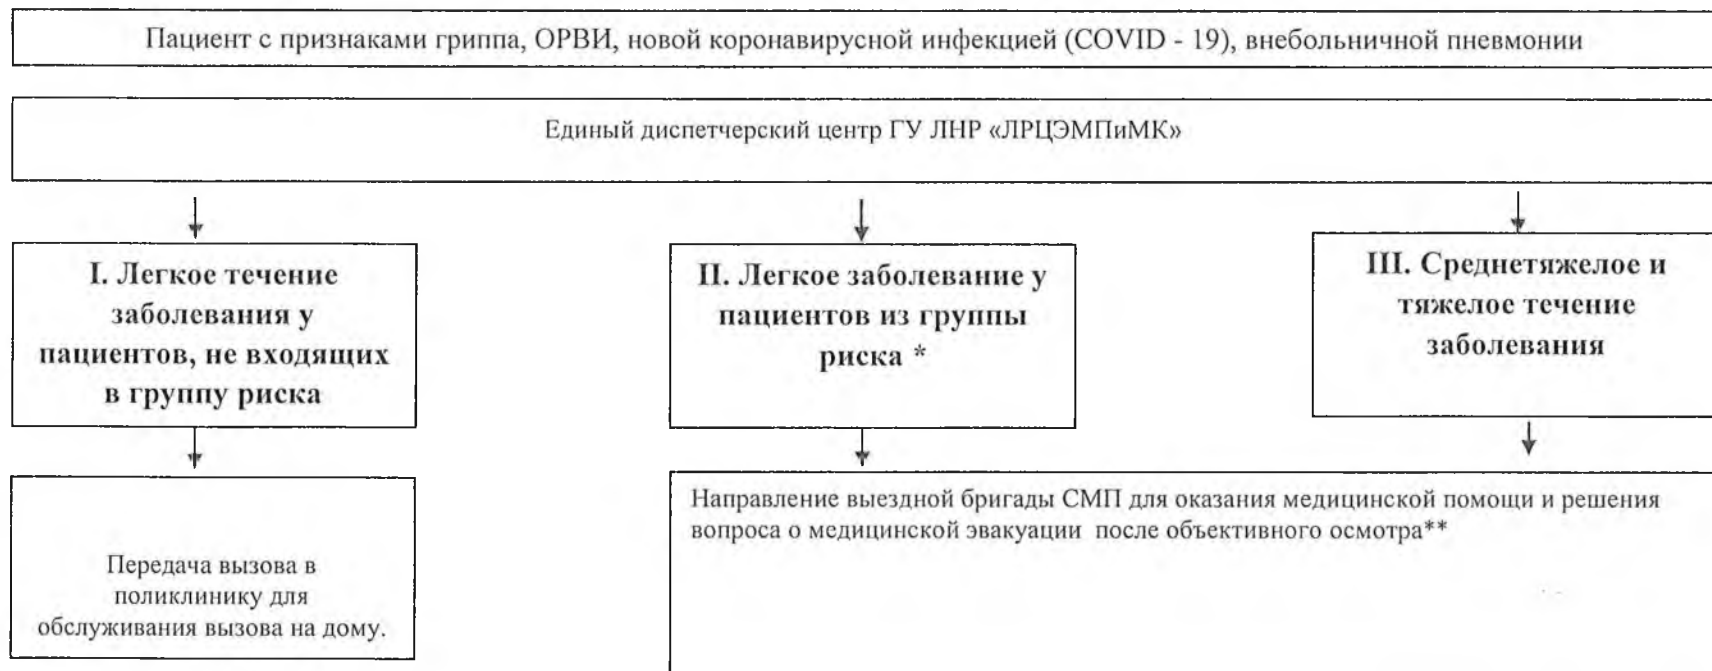 Пациент с признаками гриппа, ОРВИ, новой коронавирусной инфекцией (COVID - 19), внебольничной пневмонии
Единый диспетчерский центр ГУ ЛНР «ЛРЦЭМПиМК»
I. Легкое течение
заболевания у
пациентов, не входящих
в группу риска
II. Легкое заболевание у
пациентов из группы
риска *
III. Среднетяжелое и
тяжелое течение
заболевания
Передача вызова в
поликлинику для
обслуживания вызова на дому.
Направление выездной бригады СМП для оказания медицинской помощи и решения
вопроса о медицинской эвакуации после объективного осмотра**